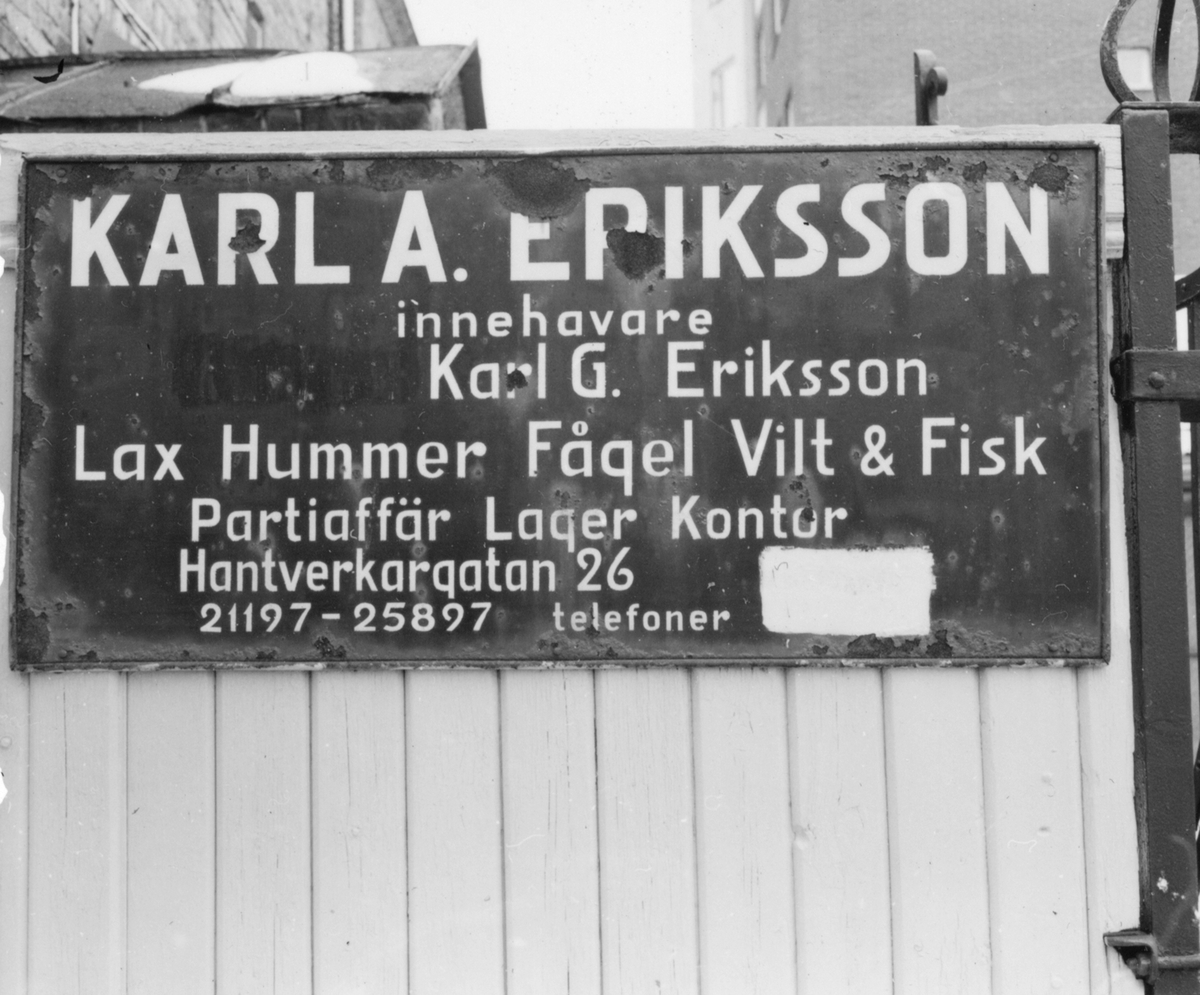 KARL A. ERIKSSON
innehavare
Karl G. Eriksson
Lax Hummer Fågel Vilt & Fisk
Partiaffär Lager Kontor
Hantverkargatan 26
21197-25897 telefoner